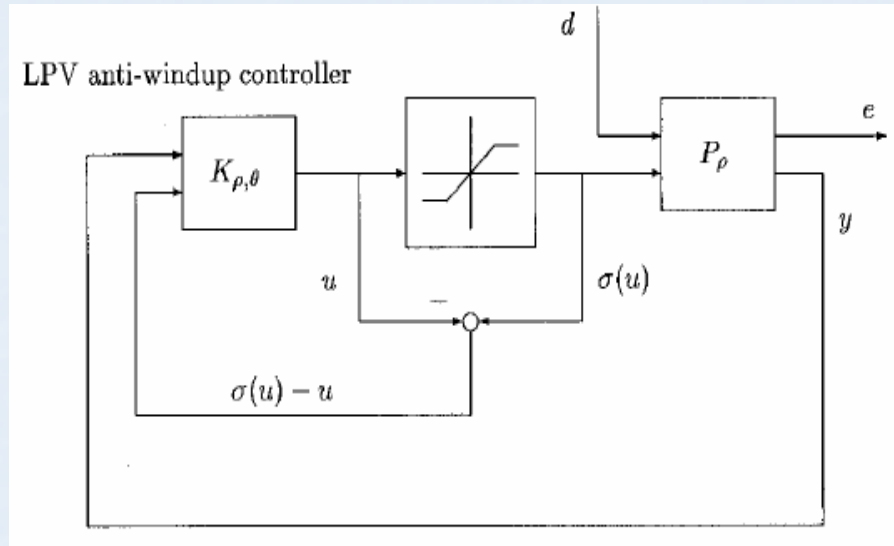 d
LPV anti-windup controller
e
K_{ρ,θ}
P_ρ
y
u
σ(u)
−
σ(u) − u